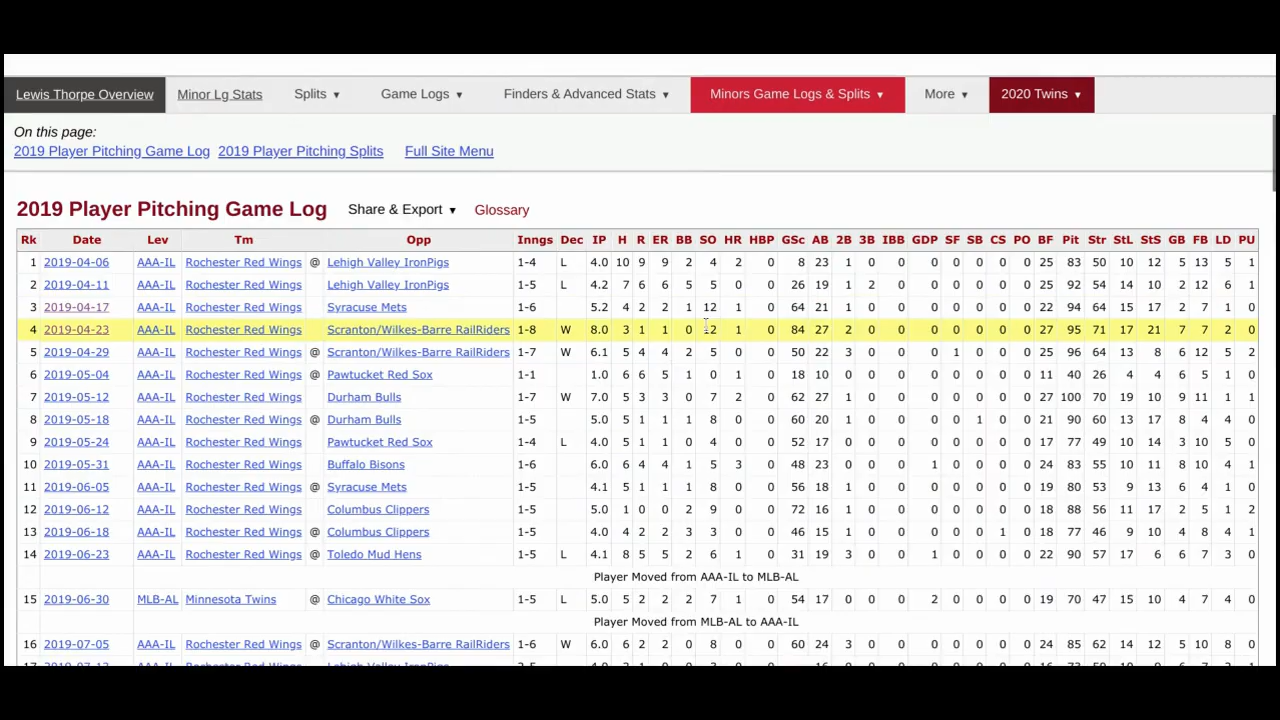 Lewis Thorpe Overview Minor Lg Stats Splits ▼ Game Logs ▼ Finders & Advanced Stats ▼ Minors Game Logs & Splits ▼ More ▼ 2020 Twins ▼
On this page:
2019 Player Pitching Game Log 2019 Player Pitching Splits Full Site Menu
2019 Player Pitching Game Log Share & Export ▼ Glossary
Rk Date Lev Tm Opp Inngs Dec IP H R ER BB SO HR HBP GSc AB 2B 3B IBB GDP SF SB CS PO BF Pit Str StL StS GB FB LD PU
1 2019-04-06 AAA-IL Rochester Red Wings @ Lehigh Valley IronPigs 1-4 L 4.0 10 9 9 2 4 2 0 8 23 1 0 0 0 0 0 0 0 25 83 50 10 12 5 13 5 1
2 2019-04-11 AAA-IL Rochester Red Wings Lehigh Valley IronPigs 1-5 L 4.2 7 6 6 5 5 0 0 26 19 1 2 0 0 0 0 0 0 25 92 54 14 10 2 12 6 1
3 2019-04-17 AAA-IL Rochester Red Wings Syracuse Mets 1-6 5.2 4 2 2 1 12 1 0 64 21 1 0 0 0 0 0 0 0 22 94 64 15 17 2 7 1 0
4 2019-04-23 AAA-IL Rochester Red Wings Scranton/Wilkes-Barre RailRiders 1-8 W 8.0 3 1 1 0 12 1 0 84 27 2 0 0 0 0 0 0 0 27 95 71 17 21 7 7 2 0
5 2019-04-29 AAA-IL Rochester Red Wings @ Scranton/Wilkes-Barre RailRiders 1-7 W 6.1 5 4 4 2 5 0 0 50 22 3 0 0 0 1 0 0 0 25 96 64 13 8 6 12 5 2
6 2019-05-04 AAA-IL Rochester Red Wings @ Pawtucket Red Sox 1-1 1.0 6 6 5 1 0 1 0 18 10 0 0 0 0 0 0 0 0 11 40 26 4 4 6 5 1 0
7 2019-05-12 AAA-IL Rochester Red Wings Durham Bulls 1-7 W 7.0 5 3 3 0 7 2 0 62 27 1 0 0 0 0 0 0 0 27 100 70 19 10 9 11 1 1
8 2019-05-18 AAA-IL Rochester Red Wings @ Durham Bulls 1-5 5.0 5 1 1 1 8 0 0 60 20 1 0 0 0 0 1 0 0 21 90 60 13 17 8 4 4 0
9 2019-05-24 AAA-IL Rochester Red Wings Pawtucket Red Sox 1-4 L 4.0 5 1 1 0 4 0 0 52 17 0 0 0 0 0 0 0 0 17 77 49 10 14 3 10 5 0
10 2019-05-31 AAA-IL Rochester Red Wings Buffalo Bisons 1-6 6.0 6 4 4 1 5 3 0 48 23 0 0 0 1 0 0 0 0 24 83 55 10 11 8 10 4 1
11 2019-06-05 AAA-IL Rochester Red Wings @ Syracuse Mets 1-5 4.1 5 1 1 1 8 0 0 56 18 1 0 0 0 0 0 0 0 19 80 53 9 13 6 4 1 0
12 2019-06-12 AAA-IL Rochester Red Wings Columbus Clippers 1-5 5.0 1 0 0 2 9 0 0 72 16 1 0 0 0 0 0 0 0 18 88 56 11 17 2 5 1 2
13 2019-06-18 AAA-IL Rochester Red Wings @ Columbus Clippers 1-5 4.0 4 2 2 3 3 0 0 46 15 1 0 0 0 0 0 1 0 18 77 46 9 10 4 8 4 1
14 2019-06-23 AAA-IL Rochester Red Wings @ Toledo Mud Hens 1-5 L 4.1 8 5 5 2 6 1 0 31 19 3 0 0 1 0 0 0 0 22 90 57 17 6 6 7 3 0
Player Moved from AAA-IL to MLB-AL
15 2019-06-30 MLB-AL Minnesota Twins @ Chicago White Sox 1-5 L 5.0 5 2 2 2 7 1 0 54 17 0 0 0 2 0 0 0 0 19 70 47 15 10 4 7 4 0
Player Moved from MLB-AL to AAA-IL
16 2019-07-05 AAA-IL Rochester Red Wings @ Scranton/Wilkes-Barre RailRiders 1-6 W 6.0 6 2 2 0 8 0 0 60 24 3 0 0 0 0 0 0 0 24 85 62 14 12 5 10 8 0